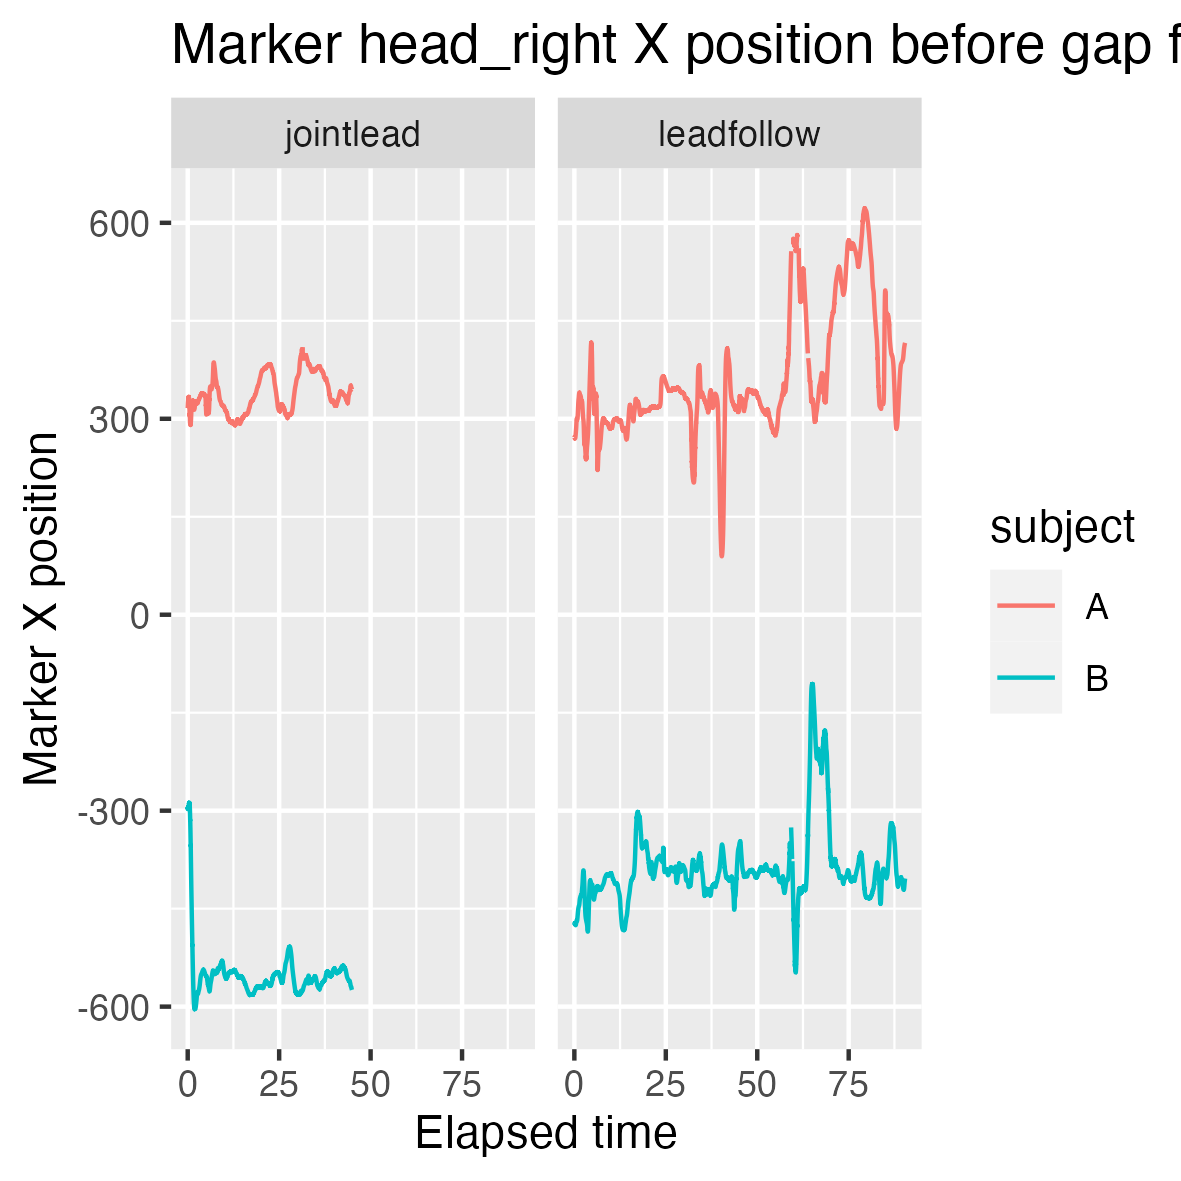 Marker head_right X position before gap f
jointlead
leadfollow
600
300
0
-300
-600
Marker X position
0 25 50 75
0 25 50 75
Elapsed time
subject
A
B